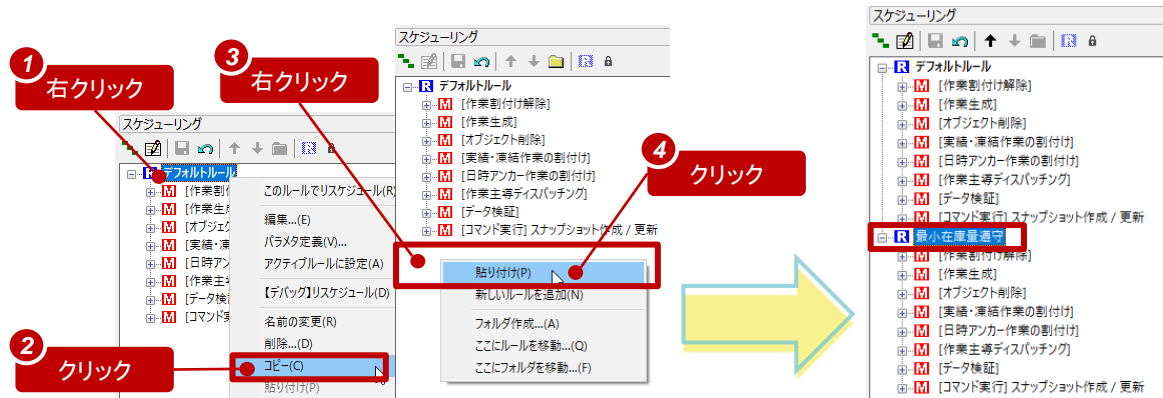 1
右クリック
スケジューリング
デフォルトルール
[作業割
[作業生
[オブジェク
[実績・凍
[日時アン
[作業主
[データ検
[コマンド実
このルールでリスケジュール(R)
編集...(E)
パラメタ定義(V)...
アクティブルールに設定(A)
【デバッグ】リスケジュール(D)
名前の変更(R)
削除...(D)
コピー(C)
貼り付け(P)
2
クリック
3
右クリック
スケジューリング
デフォルトルール
[作業割付け解除]
[作業生成]
[オブジェクト削除]
[実績・凍結作業の割付け]
[日時アンカー作業の割付け]
[作業主導ディスパッチング]
[データ検証]
[コマンド実行] スナップショット作成 / 更新
貼り付け(P)
新しいルールを追加(N)
フォルダ作成...(A)
ここにルールを移動...(Q)
ここにフォルダを移動...(F)
4
クリック
スケジューリング
デフォルトルール
[作業割付け解除]
[作業生成]
[オブジェクト削除]
[実績・凍結作業の割付け]
[日時アンカー作業の割付け]
[作業主導ディスパッチング]
[データ検証]
[コマンド実行] スナップショット作成 / 更新
最小在庫量遵守
[作業割付け解除]
[作業生成]
[オブジェクト削除]
[実績・凍結作業の割付け]
[日時アンカー作業の割付け]
[作業主導ディスパッチング]
[データ検証]
[コマンド実行] スナップショット作成 / 更新